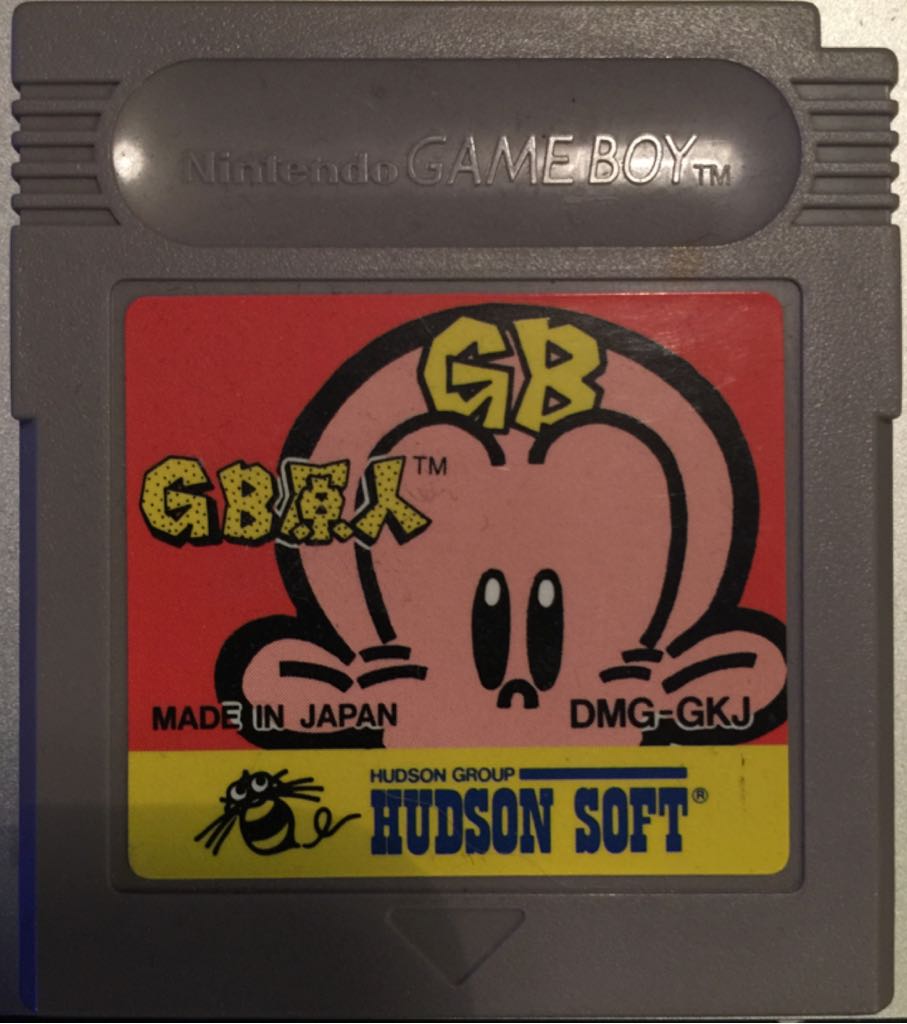 Nintendo GAME BOY™
GB
GB原人™
MADE IN JAPAN
DMG-GKJ
HUDSON GROUP
HUDSON SOFT®